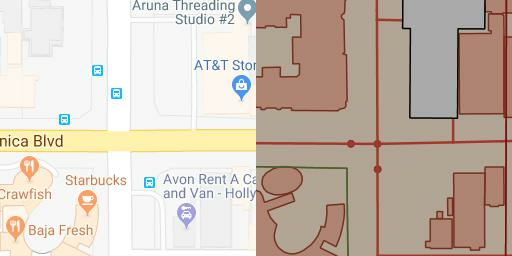 Aruna Threading
Studio #2
AT&T Stor
nica Blvd
Crawfish
Starbucks
Baja Fresh
Avon Rent A Ca
and Van - Holly